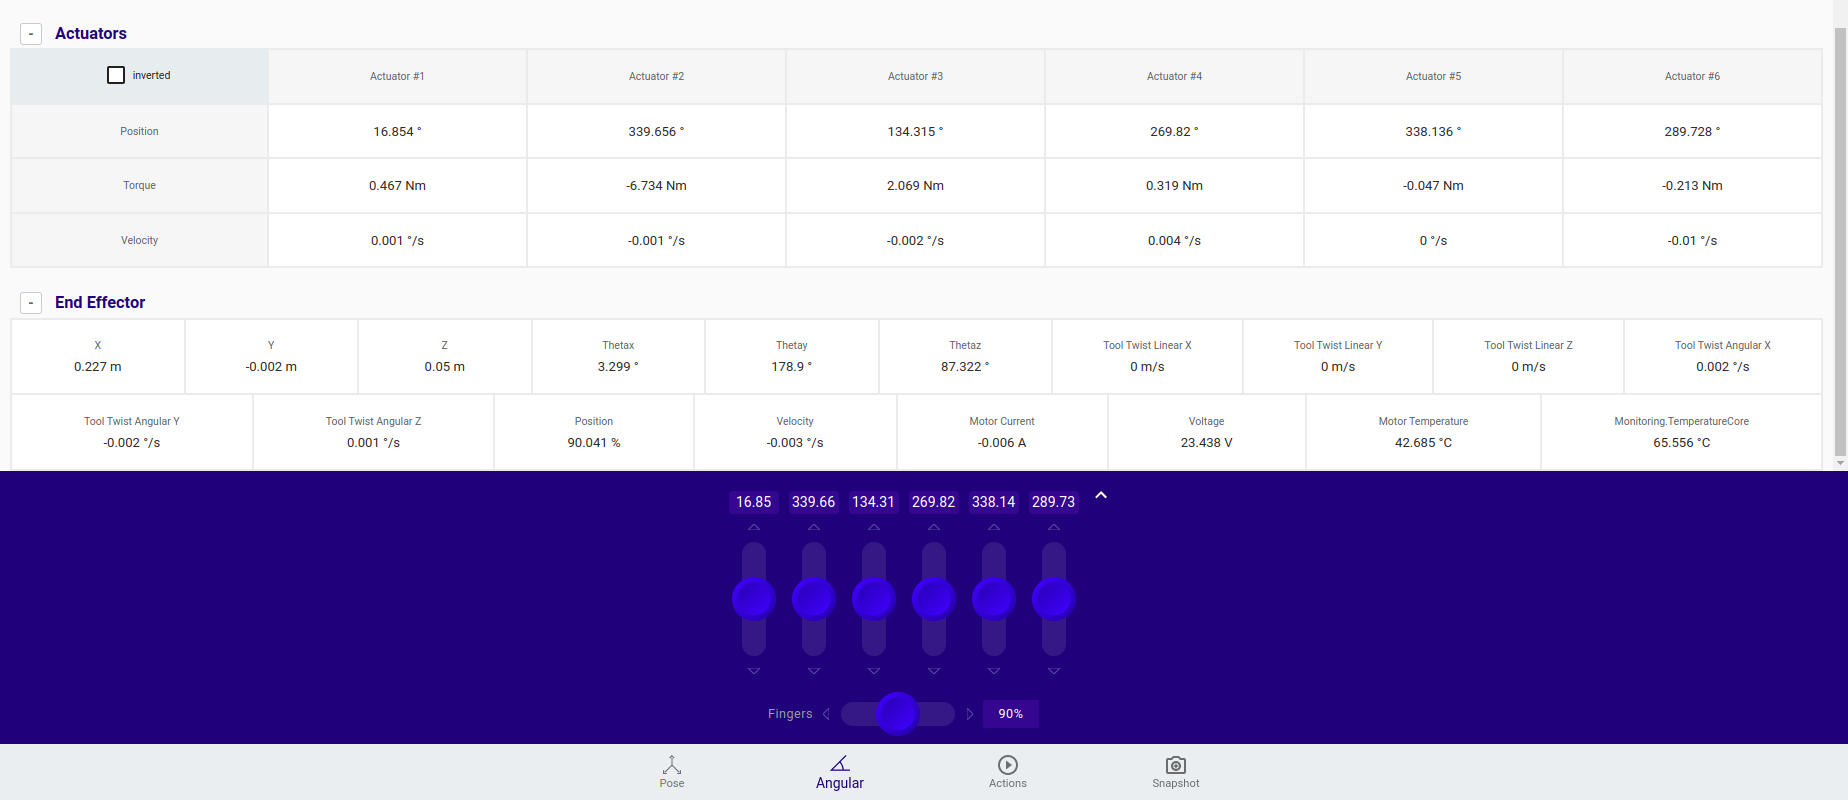 - Actuators
inverted Actuator #1 Actuator #2 Actuator #3 Actuator #4 Actuator #5 Actuator #6
Position 16.854 ° 339.656 ° 134.315 ° 269.82 ° 338.136 ° 289.728 °
Torque 0.467 Nm -6.734 Nm 2.069 Nm 0.319 Nm -0.047 Nm -0.213 Nm
Velocity 0.001 °/s -0.001 °/s -0.002 °/s 0.004 °/s 0 °/s -0.01 °/s
- End Effector
X Y Z Thetax Thetay Thetaz Tool Twist Linear X Tool Twist Linear Y Tool Twist Linear Z Tool Twist Angular X
0.227 m -0.002 m 0.05 m 3.299 ° 178.9 ° 87.322 ° 0 m/s 0 m/s 0 m/s 0.002 °/s
Tool Twist Angular Y Tool Twist Angular Z Position Velocity Motor Current Voltage Motor Temperature Monitoring.TemperatureCore
-0.002 °/s 0.001 °/s 90.041 % -0.003 °/s -0.006 A 23.438 V 42.685 °C 65.556 °C
16.85 339.66 134.31 269.82 338.14 289.73
Fingers 90%
Pose Angular Actions Snapshot